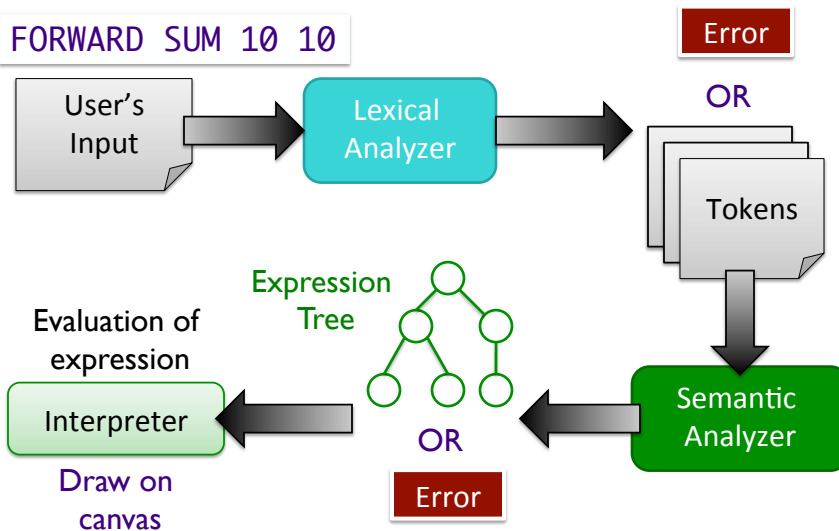 FORWARD SUM 10 10
User's
Input
Lexical
Analyzer
Error
OR
Tokens
Semantic
Analyzer
Expression
Tree
OR
Error
Evaluation of
expression
Interpreter
Draw on
canvas